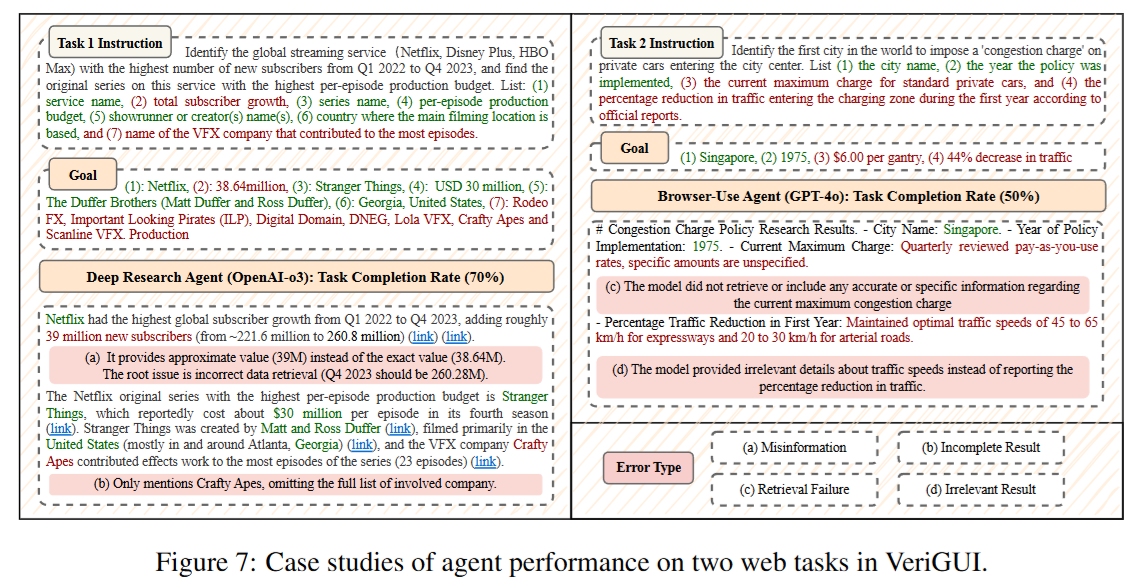 Task 1 Instruction
Identify the global streaming service (Netflix, Disney Plus, HBO
Max) with the highest number of new subscribers from Q1 2022 to Q4 2023, and find the
original series on this service with the highest per-episode production budget. List: (1)
service name, (2) total subscriber growth, (3) series name, (4) per-episode production
budget, (5) showrunner or creator(s) name(s), (6) country where the main filming location is
based, and (7) name of the VFX company that contributed to the most episodes.
Goal
(1): Netflix, (2): 38.64million, (3): Stranger Things, (4): USD 30 million, (5):
The Duffer Brothers (Matt Duffer and Ross Duffer), (6): Georgia, United States, (7): Rodeo
FX, Important Looking Pirates (ILP), Digital Domain, DNEG, Lola VFX, Crafty Apes and
Scanline VFX. Production
Deep Research Agent (OpenAI-o3): Task Completion Rate (70%)
Netflix had the highest global subscriber growth from Q1 2022 to Q4 2023, adding roughly
39 million new subscribers (from ~221.6 million to 260.8 million) (link) (link).
(a) It provides approximate value (39M) instead of the exact value (38.64M).
The root issue is incorrect data retrieval (Q4 2023 should be 260.28M).
The Netflix original series with the highest per-episode production budget is Stranger
Things, which reportedly cost about $30 million per episode in its fourth season
(link). Stranger Things was created by Matt and Ross Duffer (link), filmed primarily in the
United States (mostly in and around Atlanta, Georgia) (link), and the VFX company Crafty
Apes contributed effects work to the most episodes of the series (23 episodes) (link).
(b) Only mentions Crafty Apes, omitting the full list of involved company.
Task 2 Instruction
Identify the first city in the world to impose a 'congestion charge' on
private cars entering the city center. List (1) the city name, (2) the year the policy was
implemented, (3) the current maximum charge for standard private cars, and (4) the
percentage reduction in traffic entering the charging zone during the first year according to
official reports.
Goal
(1) Singapore, (2) 1975, (3) $6.00 per gantry, (4) 44% decrease in traffic
Browser-Use Agent (GPT-4o): Task Completion Rate (50%)
# Congestion Charge Policy Research Results. - City Name: Singapore. - Year of Policy
Implementation: 1975. - Current Maximum Charge: Quarterly reviewed pay-as-you-use
rates, specific amounts are unspecified.
(c) The model did not retrieve or include any accurate or specific information regarding
the current maximum congestion charge
- Percentage Traffic Reduction in First Year: Maintained optimal traffic speeds of 45 to 65
km/h for expressways and 20 to 30 km/h for arterial roads.
(d) The model provided irrelevant details about traffic speeds instead of reporting the
percentage reduction in traffic.
Error Type
(a) Misinformation
(b) Incomplete Result
(c) Retrieval Failure
(d) Irrelevant Result
Figure 7: Case studies of agent performance on two web tasks in VeriGUI.